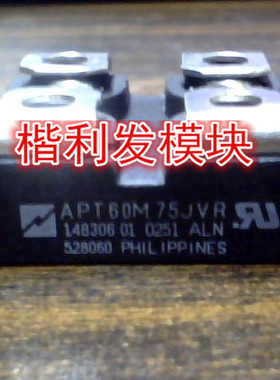 楷利发模块
APT60M75JVR
148306 01 0251 ALN
528060 PHILIPPINES